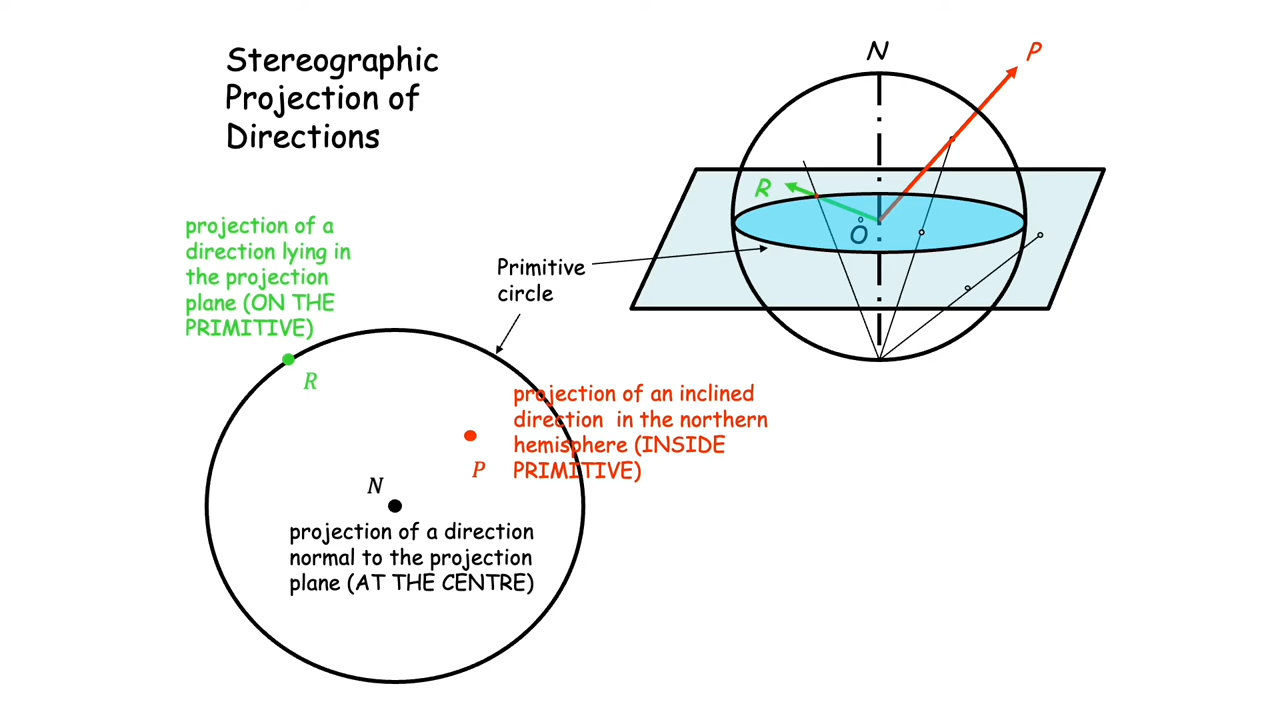 Stereographic
Projection of
Directions
N
P
R
O
projection of a
direction lying in
the projection
plane (ON THE
PRIMITIVE)
Primitive
circle
R
projection of an inclined
direction in the northern
hemisphere (INSIDE
PRIMITIVE)
P
N
projection of a direction
normal to the projection
plane (AT THE CENTRE)